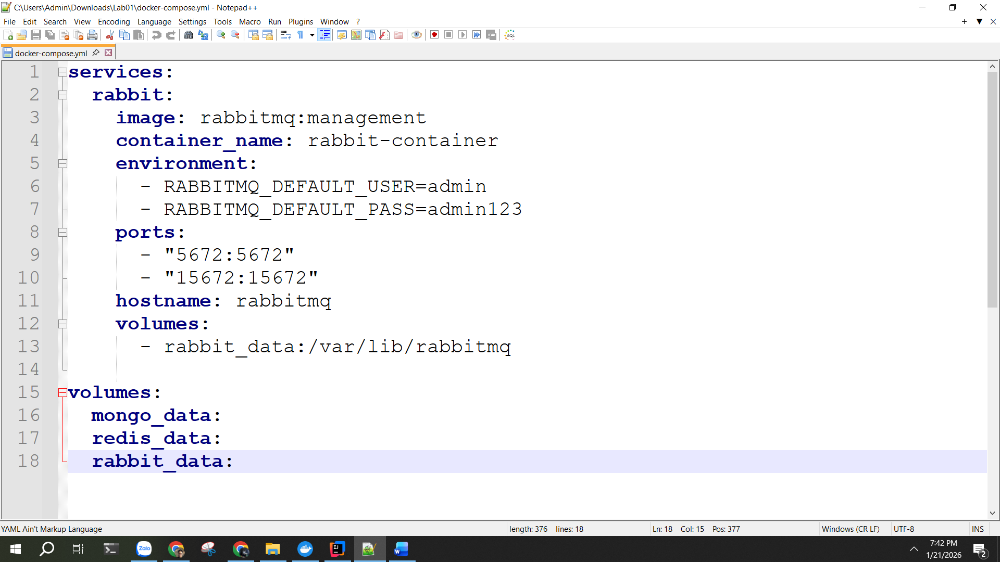 C:\Users\Admin\Downloads\Lab01\docker-compose.yml - Notepad++
File Edit Search View Encoding Language Settings Tools Macro Run Plugins Window ?
docker-compose.yml
1 services:
2 rabbit:
3 image: rabbitmq:management
4 container_name: rabbit-container
5 environment:
6 - RABBITMQ_DEFAULT_USER=admin
7 - RABBITMQ_DEFAULT_PASS=admin123
8 ports:
9 - "5672:5672"
10 - "15672:15672"
11 hostname: rabbitmq
12 volumes:
13 - rabbit_data:/var/lib/rabbitmq
14
15 volumes:
16 mongo_data:
17 redis_data:
18 rabbit_data:
YAML Ain't Markup Language length: 376 lines: 18 Ln: 18 Col: 15 Pos: 377 Windows (CR LF) UTF-8 INS
Zalo
7:42 PM
1/21/2026
2